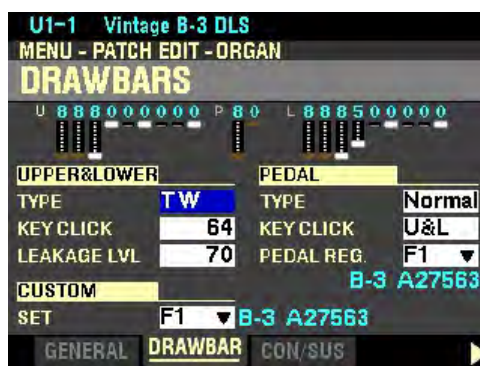 U1-1 Vintage B-3 DLS
MENU - PATCH EDIT - ORGAN
DRAWBARS
U 888000000 P 80 L 888500000
UPPER&LOWER PEDAL
TYPE TW TYPE Normal
KEY CLICK 64 KEY CLICK U&L
LEAKAGE LVL 70 PEDAL REG. F1 ▼
B-3 A27563
CUSTOM
SET F1 ▼ B-3 A27563
GENERAL DRAWBAR CON/SUS